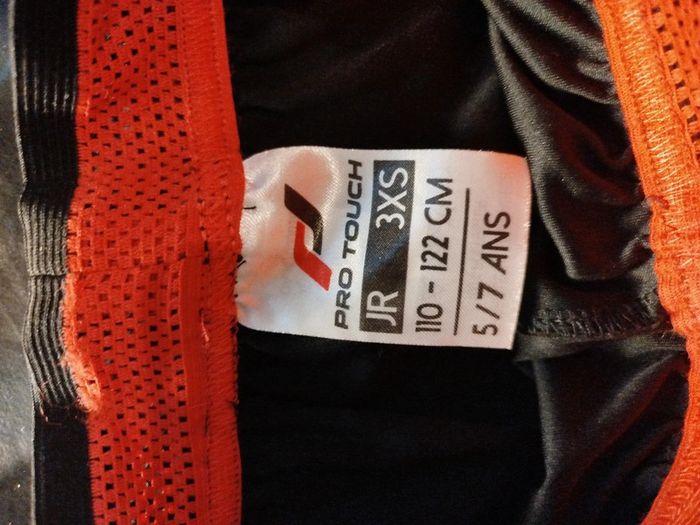 PRO TOUCH
JR 3XS
110 - 122 CM
5/7 ANS